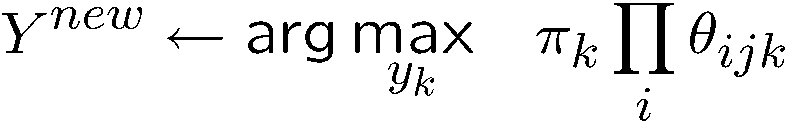 Y^{new} ← arg max_{y_k} π_k ∏_i θ_{ijk}